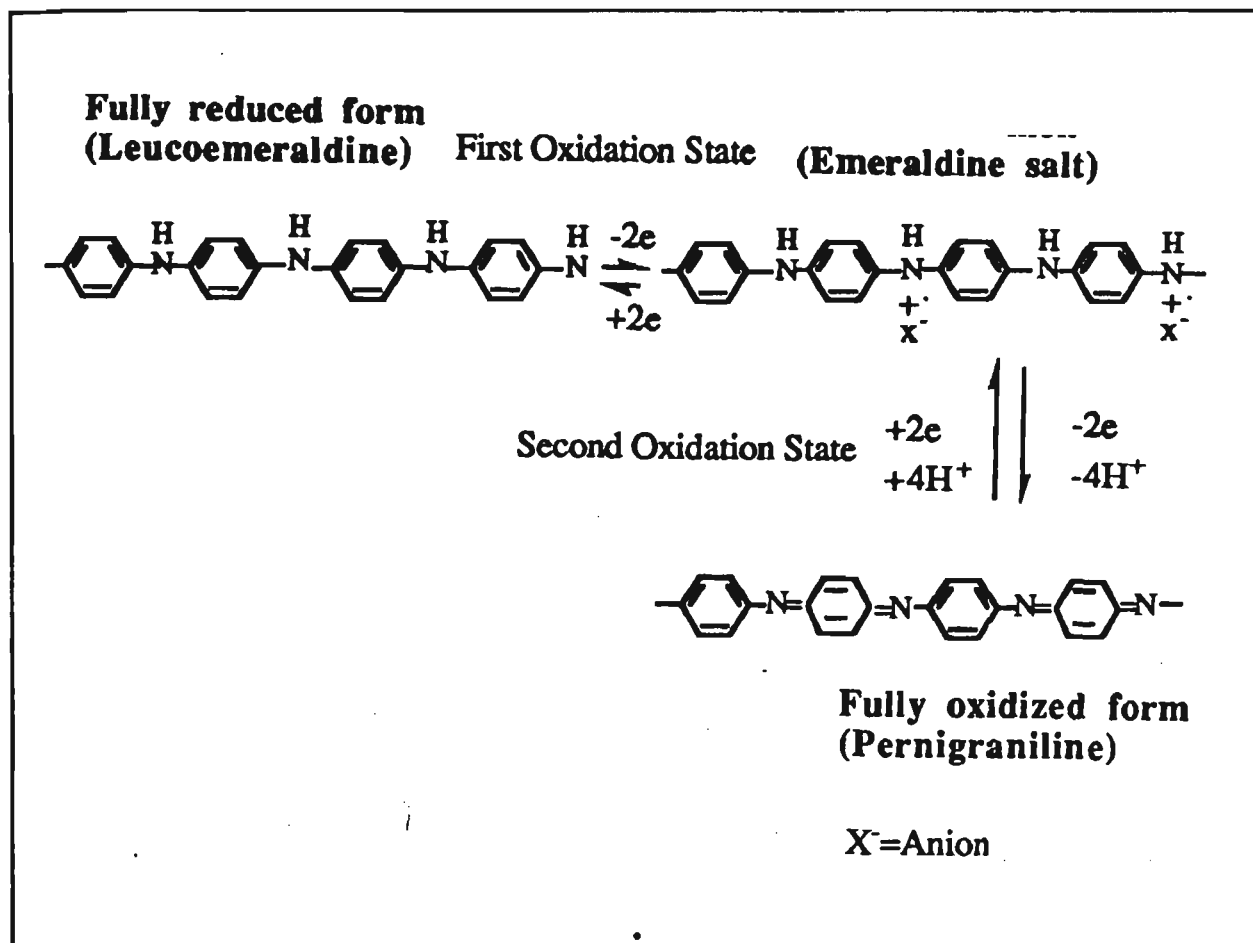 Fully reduced form
(Leucoemeraldine) First Oxidation State (Emeraldine salt)
H H H H -2e H H H H
N N N N +2e N N N N
+· +·
x⁻ x⁻
Second Oxidation State +2e -2e
+4H⁺ -4H⁺
N= =N N= =N
Fully oxidized form
(Pernigraniline)
X⁻=Anion